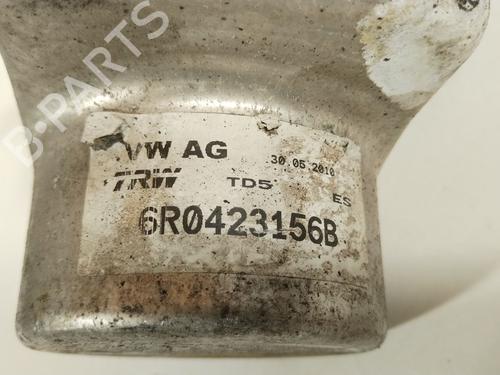 B-PARTS
VW AG 30.05.2010
TRW TD5 ES
6R0423156B